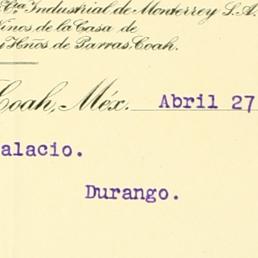 Cía Industrial de Monterrey S.A.
Vinos de la Casa de
Hnos de Parras, Coah.
Coah, Méx. Abril 27
alacio.
Durango.